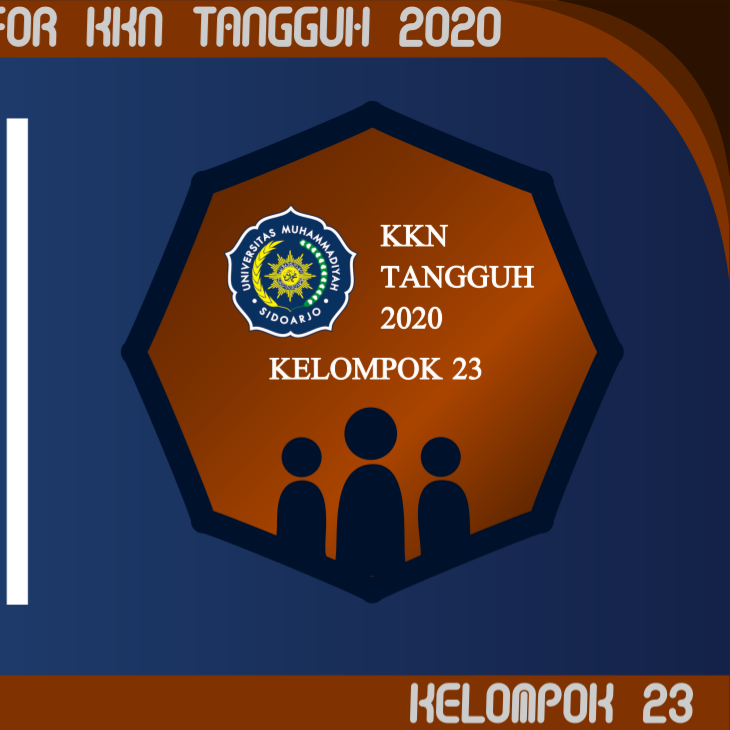 FOR KKN TANGGUH 2020
UNIVERSITAS MUHAMMADIYAH
• SIDOARJO •
KKN
TANGGUH
2020
KELOMPOK 23
KELOMPOK 23